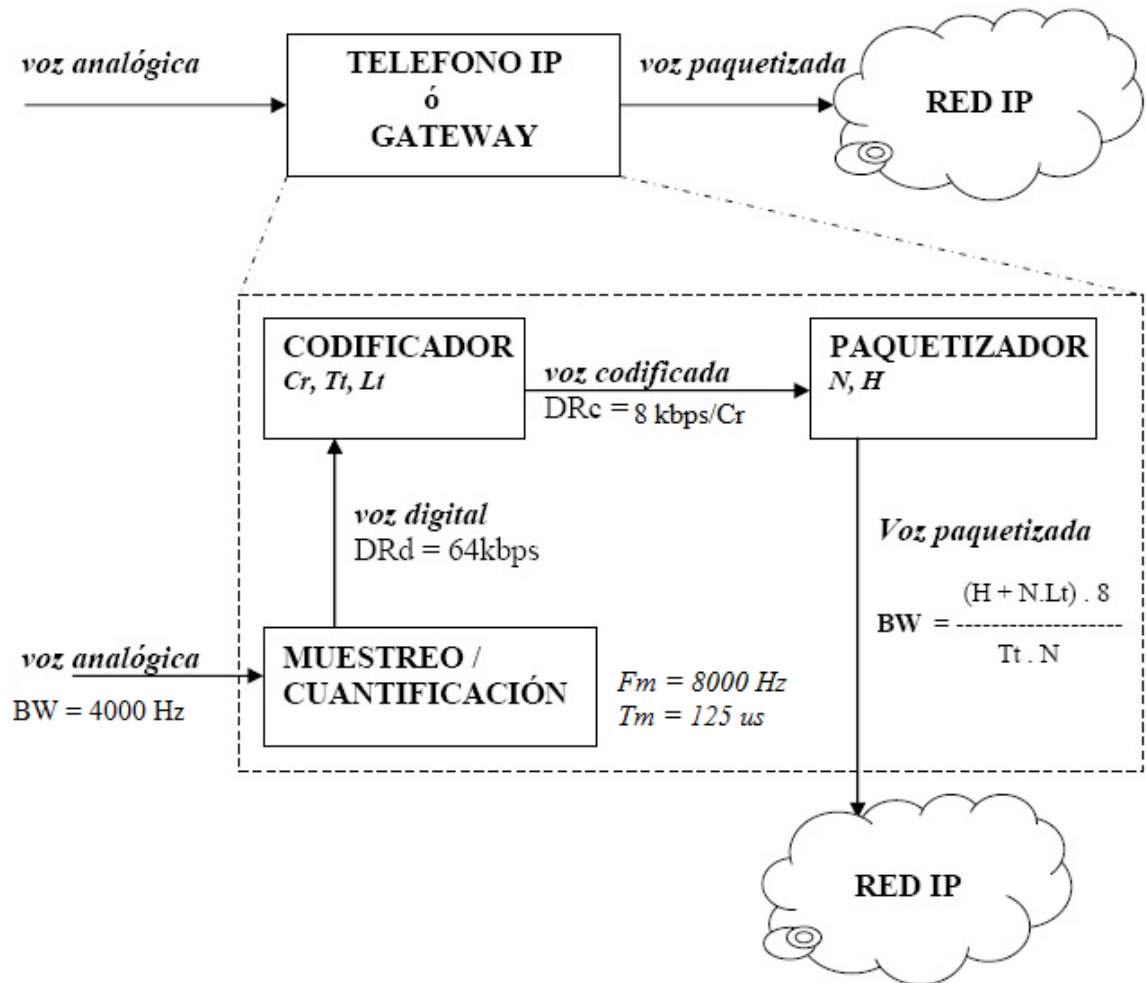 voz analógica
TELEFONO IP
ó
GATEWAY
voz paquetizada
RED IP
CODIFICADOR
Cr, Tt, Lt
voz codificada
DRc = 8 kbps/Cr
PAQUETIZADOR
N, H
voz digital
DRd = 64kbps
Voz paquetizada
(H + N.Lt) . 8
BW = --------------------
Tt . N
voz analógica
BW = 4000 Hz
MUESTREO /
CUANTIFICACIÓN
Fm = 8000 Hz
Tm = 125 us
RED IP